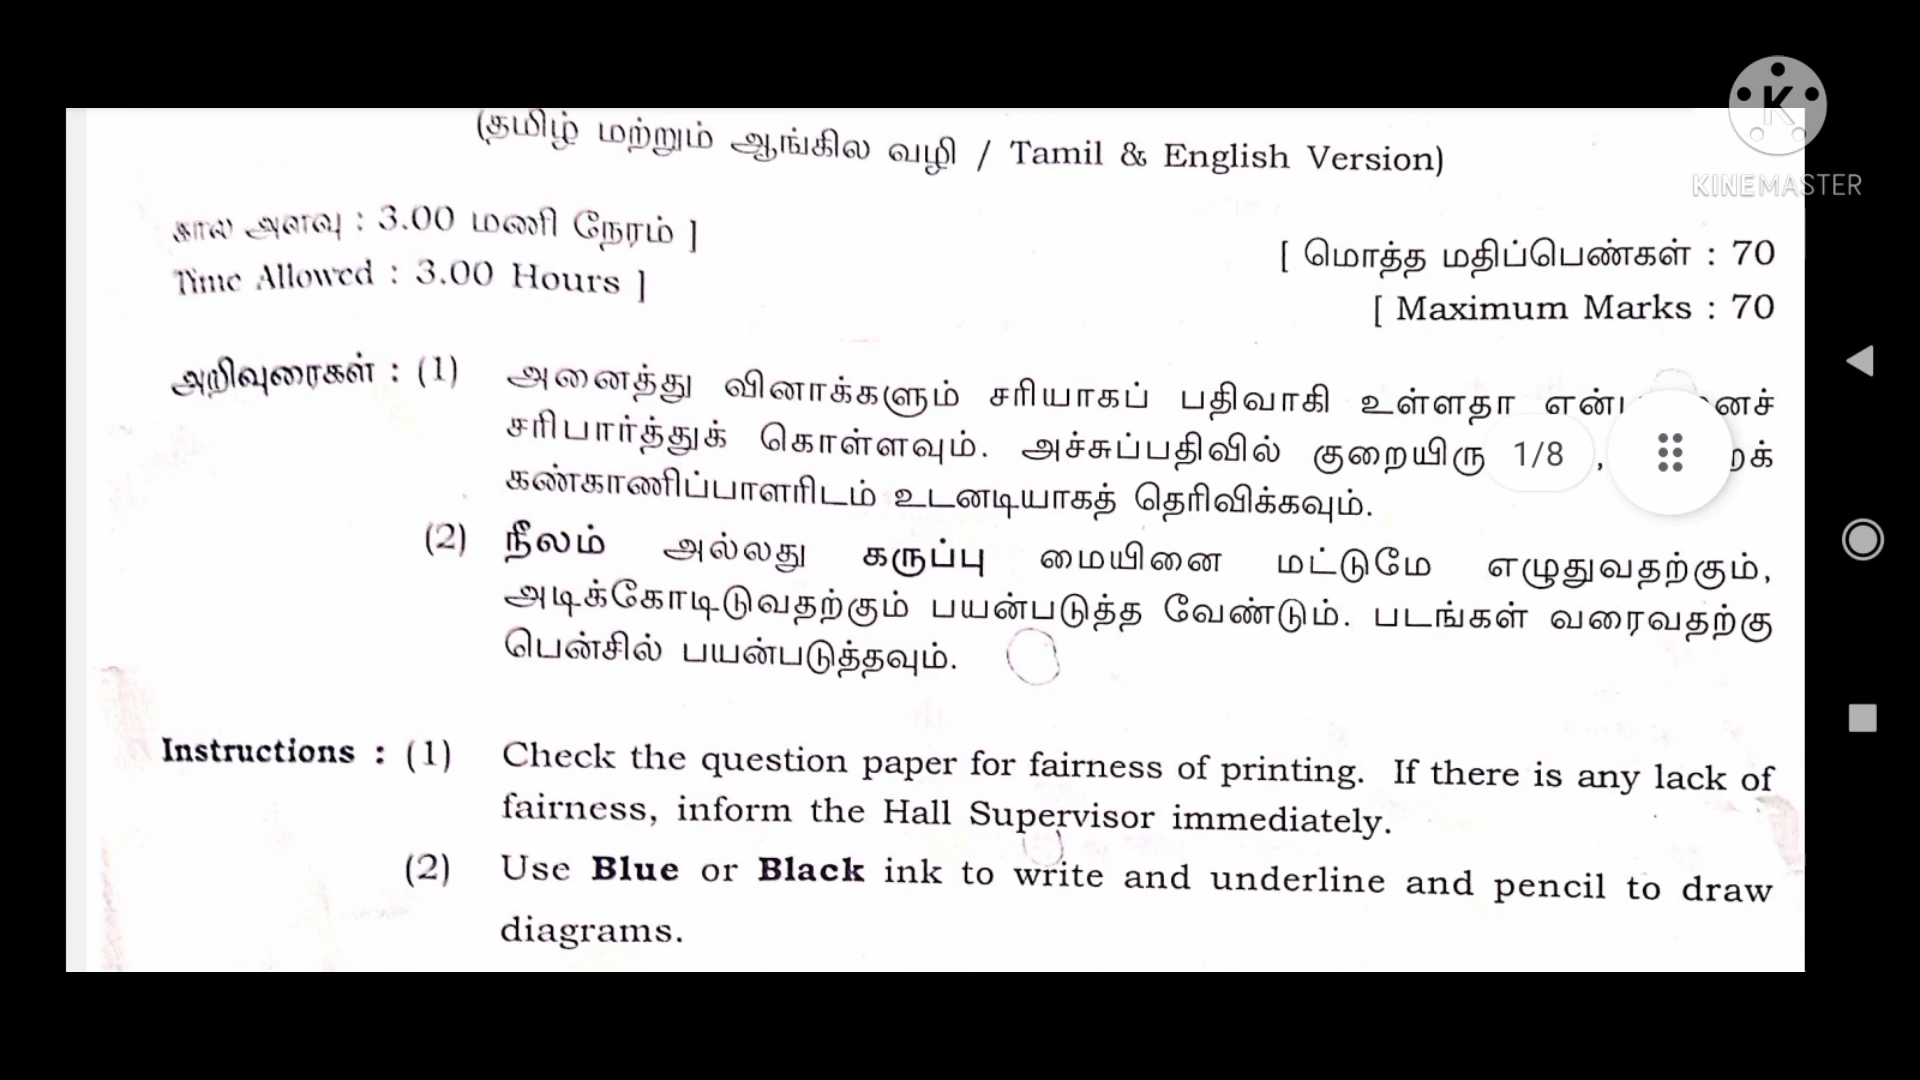 K
KINEMASTER
(தமிழ் மற்றும் ஆங்கில வழி / Tamil & English Version)
கால அளவு : 3.00 மணி நேரம் ]
[ மொத்த மதிப்பெண்கள் : 70
Time Allowed : 3.00 Hours ]
[ Maximum Marks : 70
அறிவுரைகள் : (1) அனைத்து வினாக்களும் சரியாகப் பதிவாகி உள்ளதா
சரிபார்த்துக் கொள்ளவும். அச்சுப்பதிவில் 1/8
கண்காணிப்பாளரிடம் உடனடியாகத் தெரிவிக்கவும்.
(2) நீலம் அல்லது கருப்பு மையினை மட்டுமே எழுதுவதற்கும்,
அடிக்கோடிடுவதற்கும் பயன்படுத்த வேண்டும். படங்கள் வரைவதற்கு
பென்சில் பயன்படுத்தவும்.
Instructions : (1) Check the question paper for fairness of printing. If there is any lack of
fairness, inform the Hall Supervisor immediately.
(2) Use Blue or Black ink to write and underline and pencil to draw
diagrams.